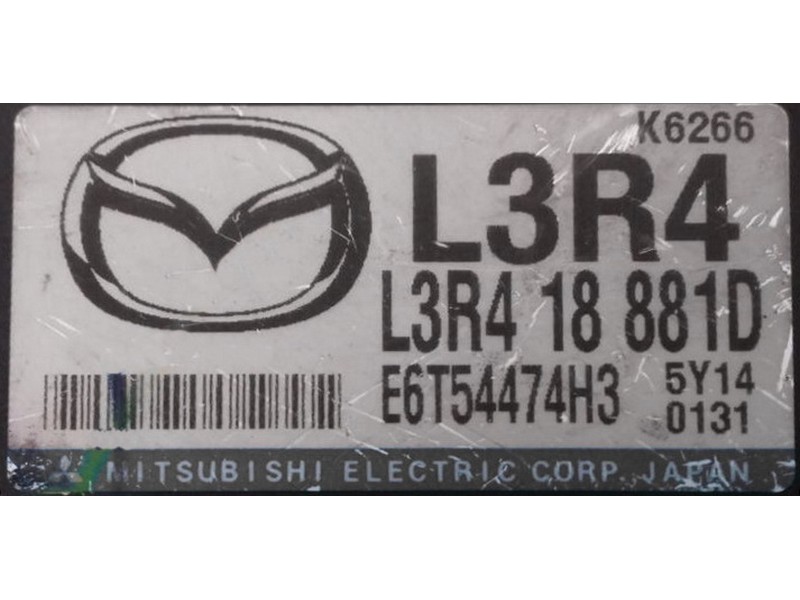 K6266
L3R4
L3R4 18 881D
E6T54474H3 5Y14
0131
MITSUBISHI ELECTRIC CORP. JAPAN